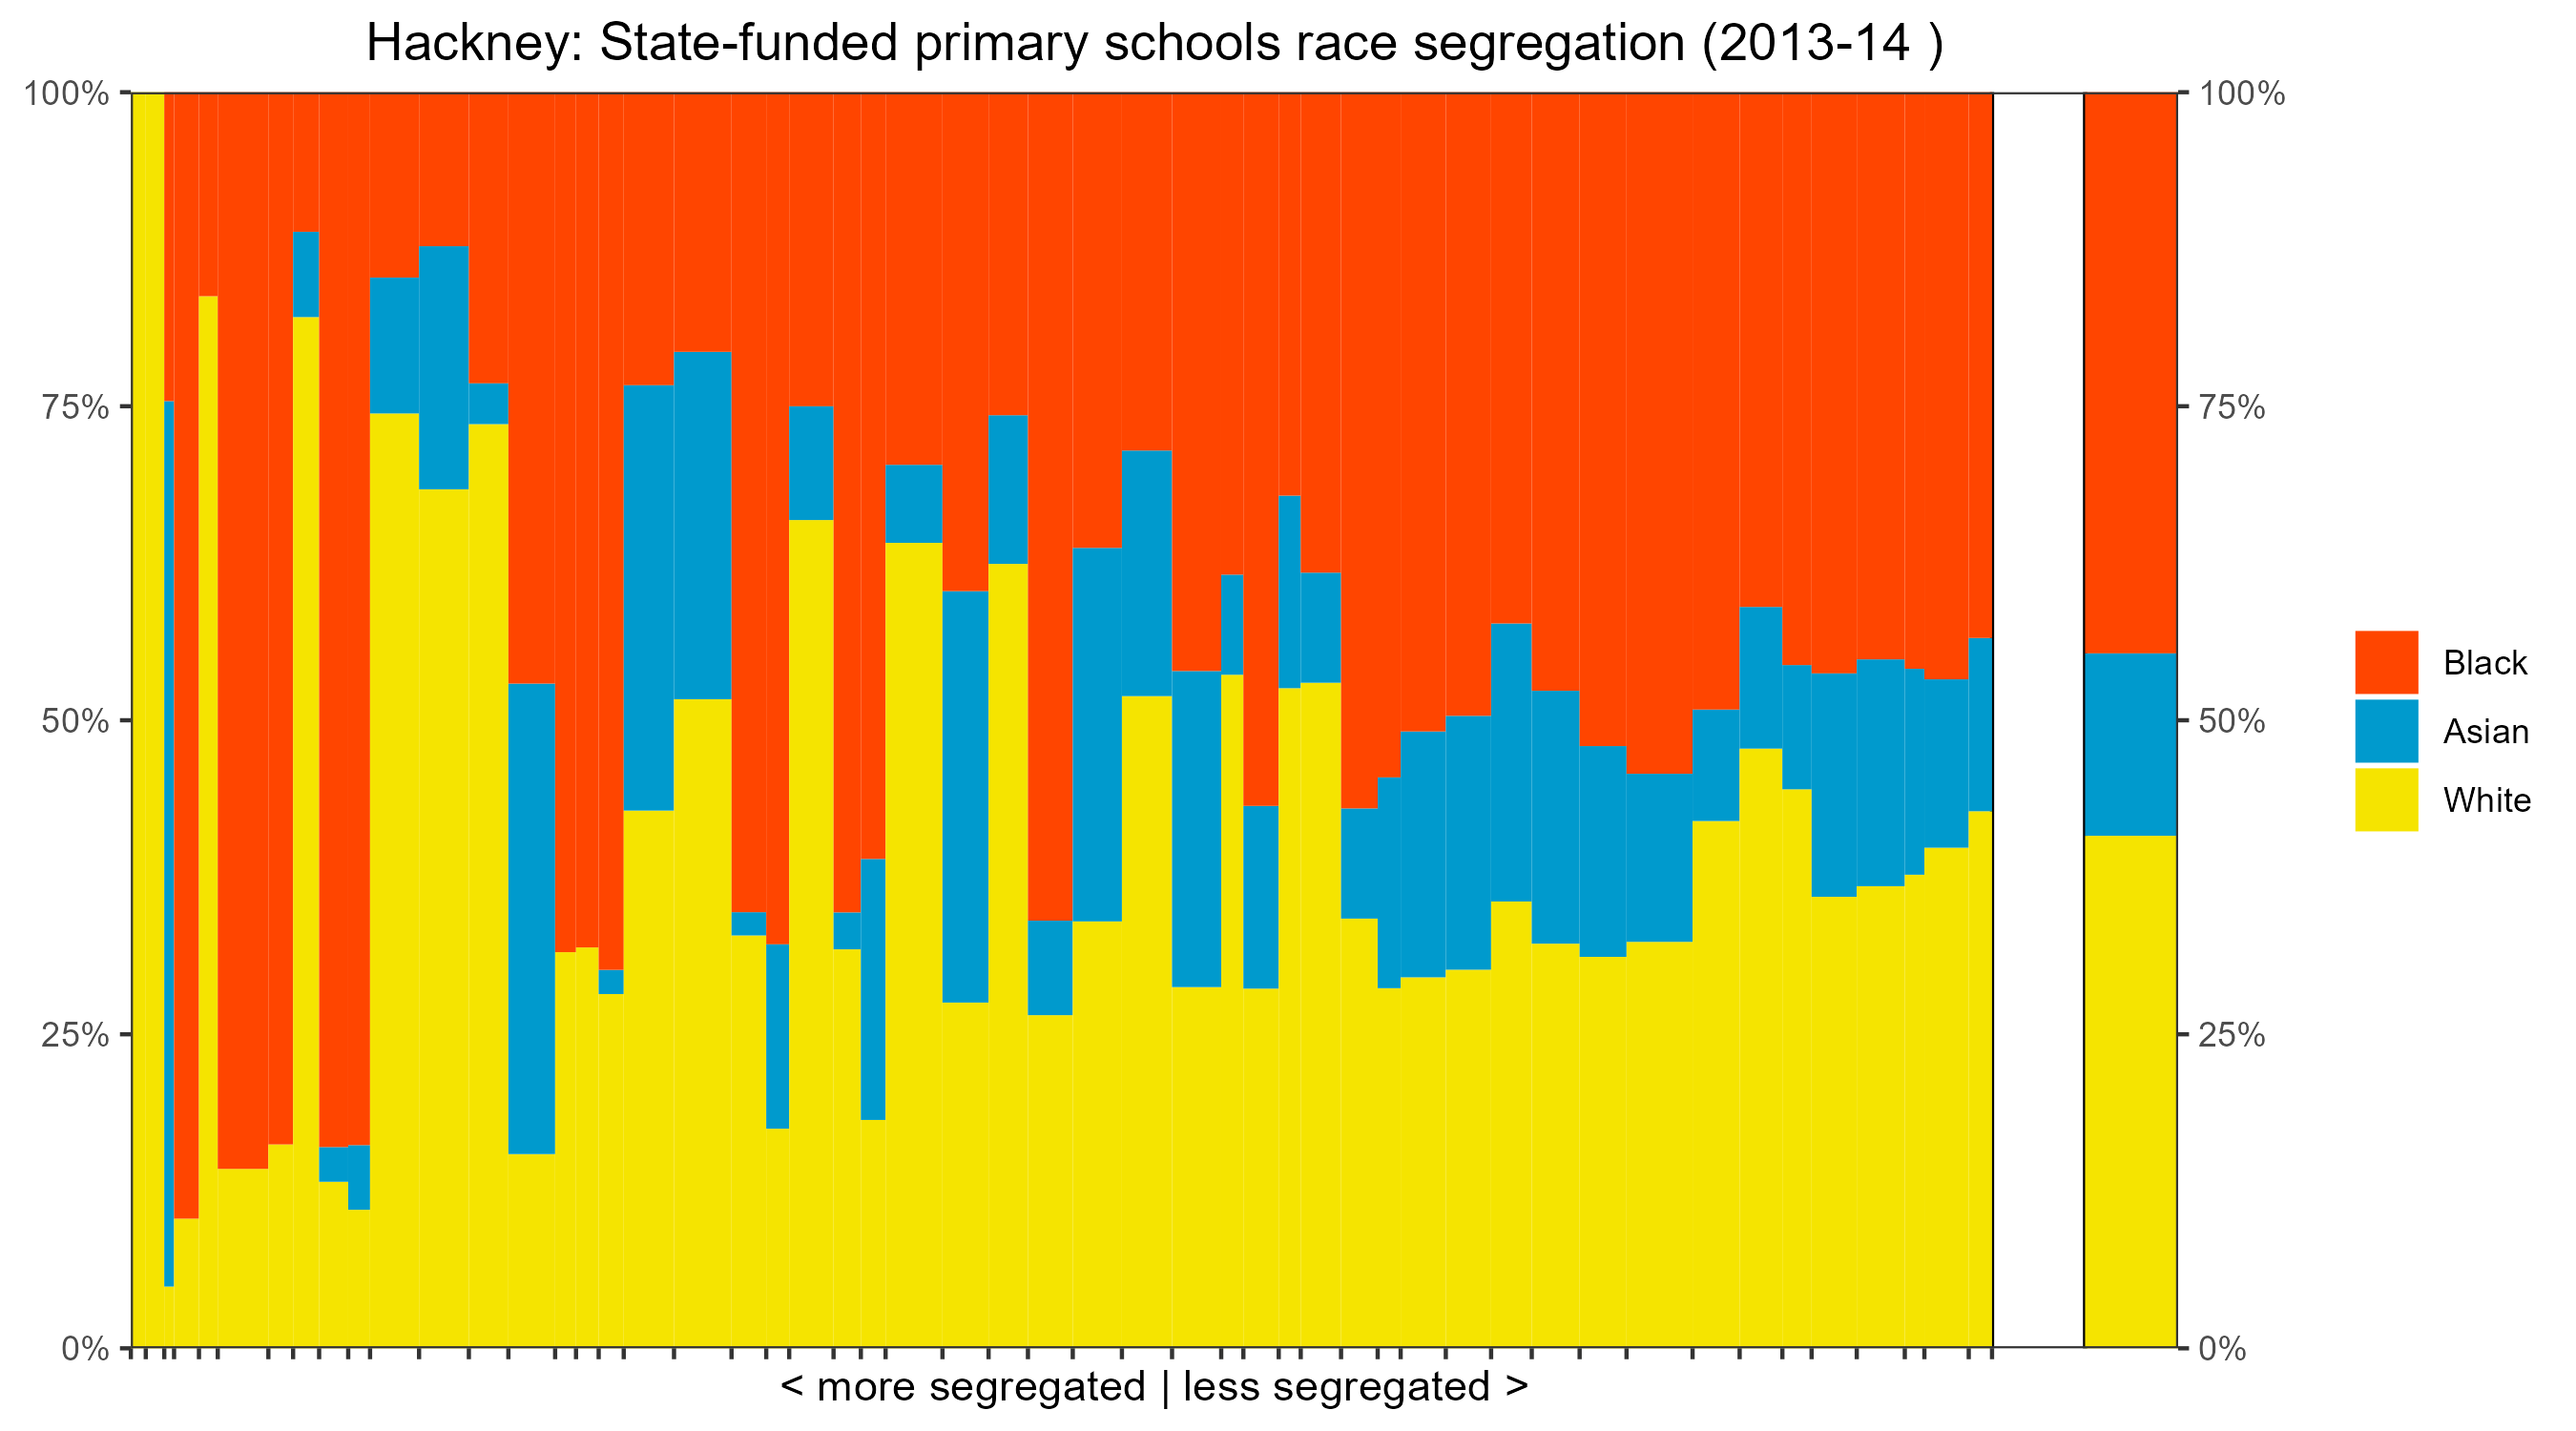 Hackney: State-funded primary schools race segregation (2013-14 )
100%
75%
50%
25%
0%
100%
75%
50%
25%
0%
Black
Asian
White
< more segregated | less segregated >